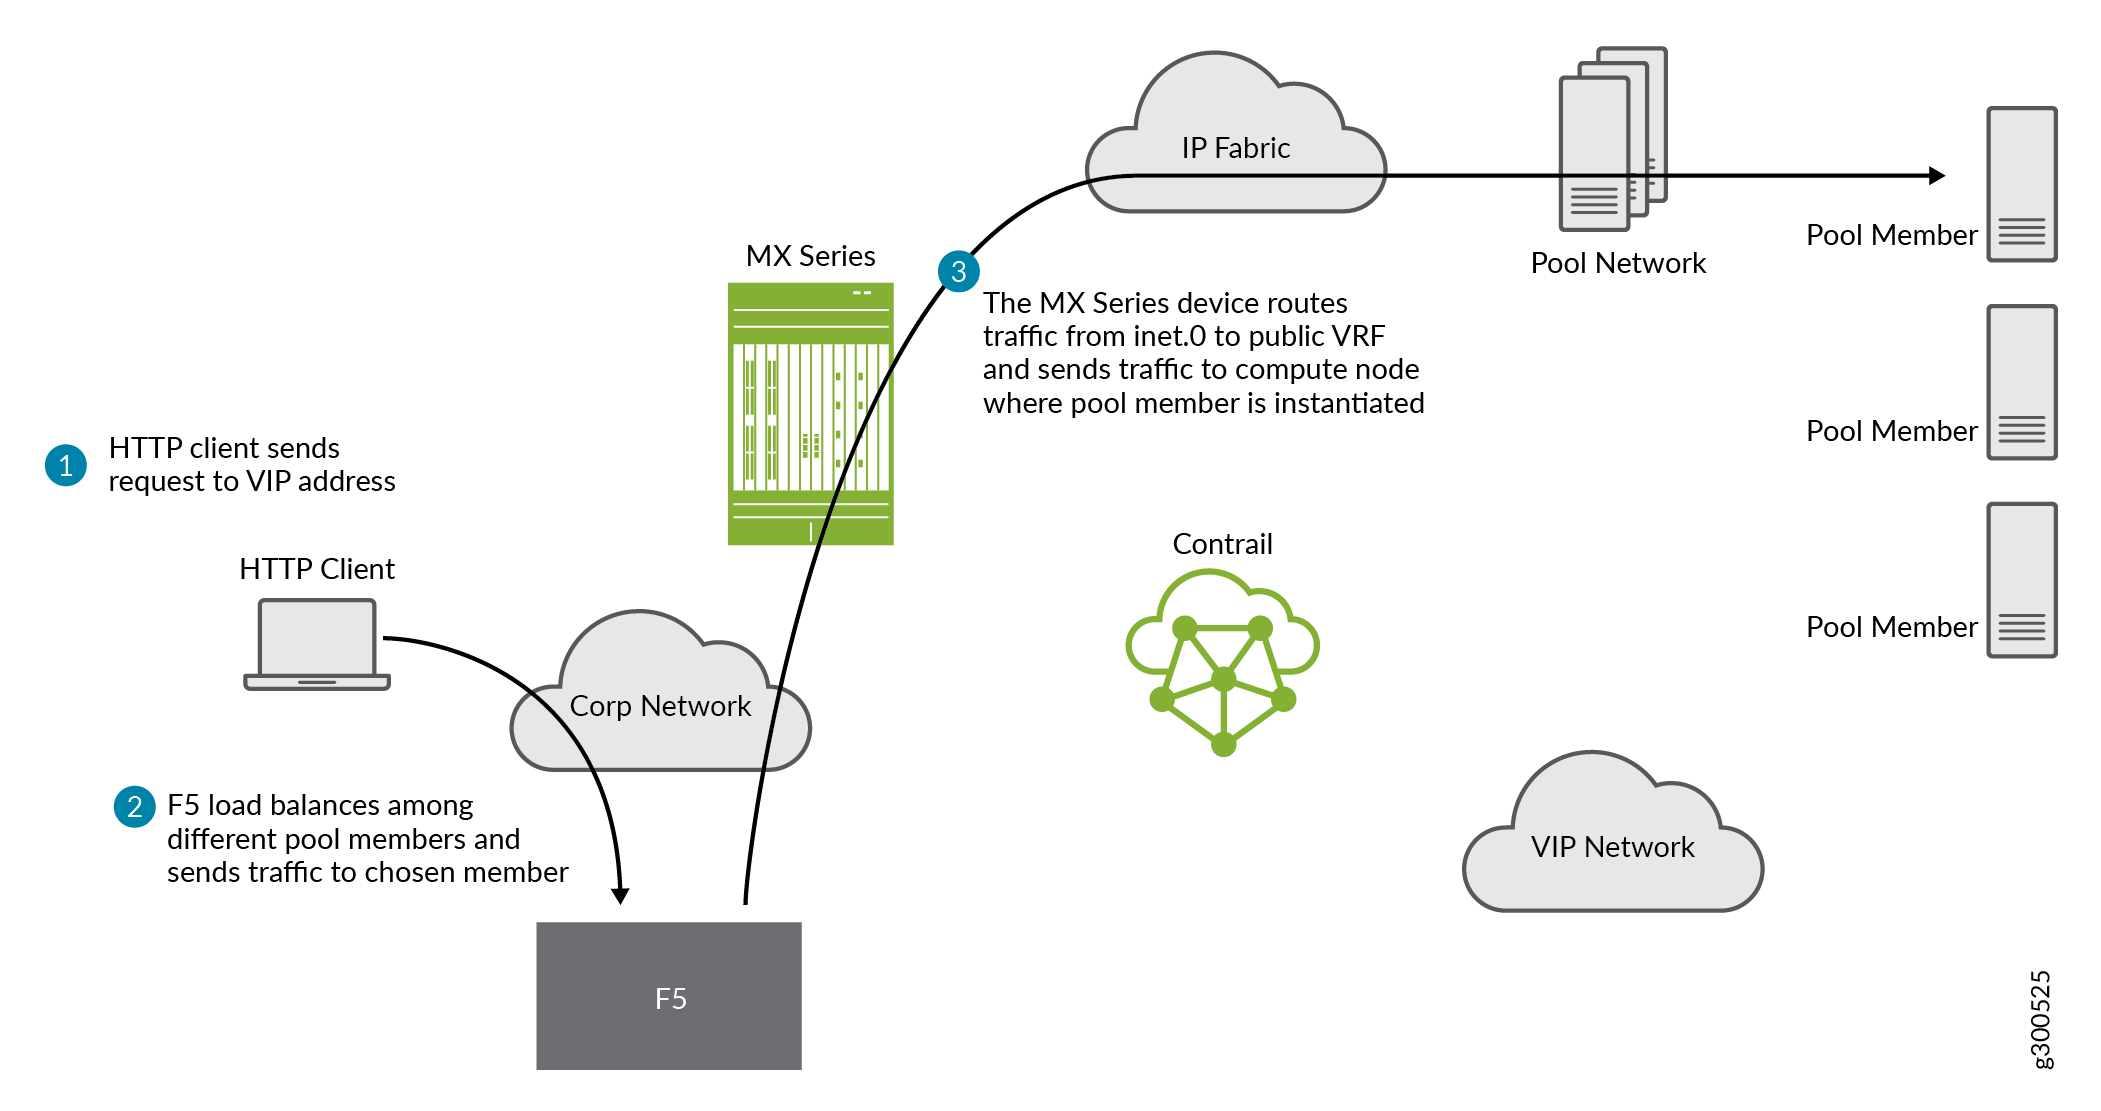 IP Fabric
Pool Network
Pool Member
MX Series
3
The MX Series device routes
traffic from inet.0 to public VRF
and sends traffic to compute node
where pool member is instantiated
Pool Member
1
HTTP client sends
request to VIP address
HTTP Client
Contrail
Pool Member
Corp Network
2
F5 load balances among
different pool members and
sends traffic to chosen member
VIP Network
F5
g300525